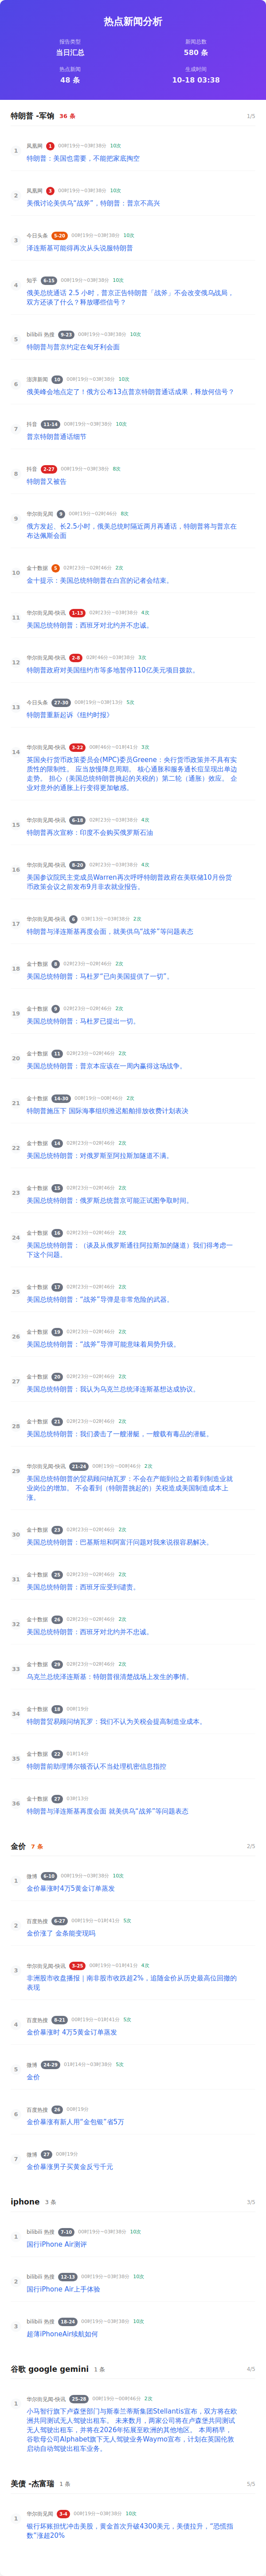 热点新闻分析
报告类型
当日汇总
新闻总数
580 条
热点新闻
48 条
生成时间
10-18 03:38
特朗普 -军饷 36 条 1/5
1
凤凰网 1 00时19分~03时38分 10次
特朗普：美国也需要，不能把家底掏空
2
凤凰网 3 00时19分~03时38分 10次
美俄讨论美供乌“战斧”，特朗普：普京不高兴
3
今日头条 5-20 00时19分~03时38分 10次
泽连斯基可能得再次从头说服特朗普
4
知乎 6-15 00时19分~03时38分 10次
俄美总统通话 2.5 小时，普京正告特朗普「战斧」不会改变俄乌战局，
双方还谈了什么？释放哪些信号？
5
bilibili 热搜 9-23 00时19分~03时38分 10次
特朗普与普京约定在匈牙利会面
6
澎湃新闻 10 00时19分~03时38分 10次
俄美峰会地点定了！俄方公布13点普京特朗普通话成果，释放何信号？
7
抖音 11-14 00时19分~03时38分 10次
普京特朗普通话细节
8
抖音 2-27 00时19分~03时38分 8次
特朗普又被告
9
华尔街见闻 9 00时19分~02时46分 8次
俄方发起、长2.5小时，俄美总统时隔近两月再通话，特朗普将与普京在
布达佩斯会面
10
金十数据 5 02时23分~02时46分 2次
金十提示：美国总统特朗普在白宫的记者会结束。
11
华尔街见闻-快讯 1-13 02时23分~03时38分 4次
美国总统特朗普：西班牙对北约并不忠诚。
12
华尔街见闻-快讯 2-8 02时46分~03时38分 3次
特朗普政府对美国纽约市等多地暂停110亿美元项目拨款。
13
今日头条 27-30 00时19分~03时13分 5次
特朗普重新起诉《纽约时报》
14
华尔街见闻-快讯 3-22 00时46分~01时41分 3次
英国央行货币政策委员会(MPC)委员Greene：央行货币政策并不具有实
质性的限制性。 应当放慢降息周期。 核心通胀和服务通长揽呈现出单边
走势。 担心（美国总统特朗普挑起的关税的）第二轮（通胀）效应。 企
业对意外的通胀上行变得更加敏感。
15
华尔街见闻-快讯 6-18 02时23分~03时38分 4次
特朗普再次宣称：印度不会购买俄罗斯石油
16
华尔街见闻-快讯 8-20 02时23分~03时38分 4次
美国参议院民主党成员Warren再次呼呼特朗普政府在美联储10月份货
币政策会议之前发布9月非农就业报告。
17
华尔街见闻-快讯 6 03时13分~03时38分 2次
特朗普与泽连斯基再度会面，就美供乌“战斧”等问题表态
18
金十数据 8 02时23分~02时46分 2次
美国总统特朗普：马杜罗“已向美国提供了一切”。
19
金十数据 9 02时23分~02时46分 2次
美国总统特朗普：马杜罗已提出一切。
20
金十数据 11 02时23分~02时46分 2次
美国总统特朗普：普京本应该在一周内赢得这场战争。
21
金十数据 14-30 00时19分~00时46分 2次
特朗普施压下 国际海事组织推迟船舶排放收费计划表决
22
金十数据 14 02时23分~02时46分 2次
美国总统特朗普：对俄罗斯至阿拉斯加隧道不满。
23
金十数据 15 02时23分~02时46分 2次
美国总统特朗普：俄罗斯总统普京可能正试图争取时间。
24
金十数据 16 02时23分~02时46分 2次
美国总统特朗普：（谈及从俄罗斯通往阿拉斯加的隧道）我们得考虑一
下这个问题。
25
金十数据 17 02时23分~02时46分 2次
美国总统特朗普：“战斧”导弹是非常危险的武器。
26
金十数据 19 02时23分~02时46分 2次
美国总统特朗普：“战斧”导弹可能意味着局势升级。
27
金十数据 20 02时23分~02时46分 2次
美国总统特朗普：我认为乌克兰总统泽连斯基想达成协议。
28
金十数据 21 02时23分~02时46分 2次
美国总统特朗普：我们袭击了一艘潜艇，一艘载有毒品的潜艇。
29
华尔街见闻-快讯 21-24 00时19分~00时46分 2次
美国总统特朗普的贸易顾问纳瓦罗：不会在产能到位之前看到制造业就
业岗位的增加。 不会看到（特朗普挑起的）关税造成美国制造成本上
涨。
30
金十数据 23 02时23分~02时46分 2次
美国总统特朗普：巴基斯坦和阿富汗问题对我来说很容易解决。
31
金十数据 25 02时23分~02时46分 2次
美国总统特朗普：西班牙应受到谴责。
32
金十数据 26 02时23分~02时46分 2次
美国总统特朗普：西班牙对北约并不忠诚。
33
金十数据 29 02时23分~02时46分 2次
乌克兰总统泽连斯基：特朗普很清楚战场上发生的事情。
34
金十数据 18 00时19分
特朗普贸易顾问纳瓦罗：我们不认为关税会提高制造业成本。
35
金十数据 22 01时14分
特朗普前助理博尔顿否认不当处理机密信息指控
36
金十数据 27 03时13分
特朗普与泽连斯基再度会面 就美供乌“战斧”等问题表态
金价 7 条 2/5
1
微博 6-10 00时19分~03时38分 10次
金价暴涨时4万5黄金订单蒸发
2
百度热搜 6-27 00时19分~01时41分 5次
金价涨了 金条能变现吗
3
华尔街见闻-快讯 3-25 00时19分~01时41分 4次
非洲股市收盘播报｜南非股市收跌超2%，追随金价从历史最高位回撤的
表现
4
百度热搜 8-21 00时19分~01时41分 5次
金价暴涨时 4万5黄金订单蒸发
5
微博 24-29 01时14分~03时38分 5次
金价
6
百度热搜 26 00时19分
金价暴涨有新人用“金包银”省5万
7
微博 27 00时19分
金价暴涨男子买黄金反亏千元
iphone 3 条 3/5
1
bilibili 热搜 7-10 00时19分~03时38分 10次
国行iPhone Air测评
2
bilibili 热搜 12-13 00时19分~03时38分 10次
国行iPhone Air上手体验
3
bilibili 热搜 18-24 00时19分~03时38分 10次
超薄iPhoneAir续航如何
谷歌 google gemini 1 条 4/5
1
华尔街见闻-快讯 25-28 00时19分~00时46分 2次
小马智行旗下卢森堡部门与斯泰兰蒂斯集团Stellantis宣布，双方将在欧
洲共同测试无人驾驶出租车。 未来数月，两家公司将在卢森堡共同测试
无人驾驶出租车，并将在2026年拓展至欧洲的其他地区。 本周稍早，
谷歌母公司Alphabet旗下无人驾驶业务Waymo宣布，计划在英国伦敦
启动自动驾驶出租车业务。
美债 -杰富瑞 1 条 5/5
1
华尔街见闻 3-4 00时19分~03时38分 10次
银行坏账担忧冲击美股，黄金首次升破4300美元，美债拉升，“恐慌指
数”涨超20%